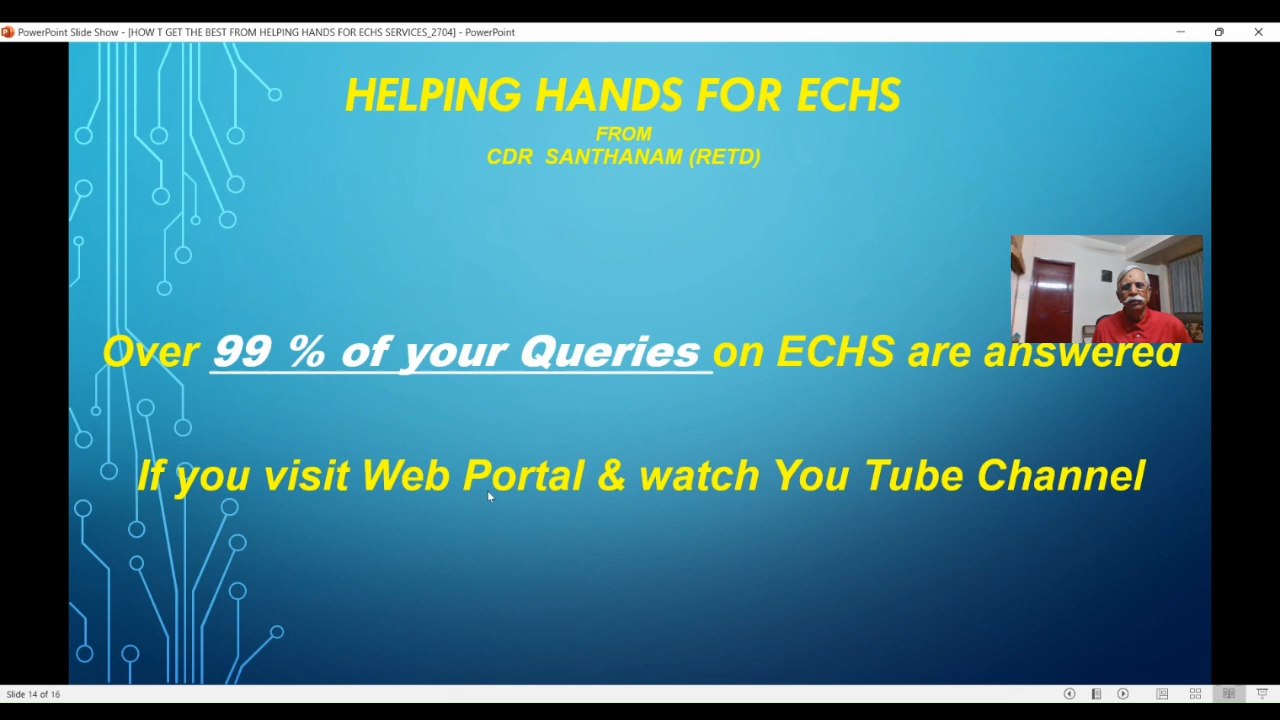 PowerPoint Slide Show - [HOW T GET THE BEST FROM HELPING HANDS FOR ECHS SERVICES_2704] - PowerPoint
HELPING HANDS FOR ECHS
FROM
CDR SANTHANAM (RETD)
Over 99 % of your Queries on ECHS are answered
If you visit Web Portal & watch You Tube Channel
Slide 14 of 16